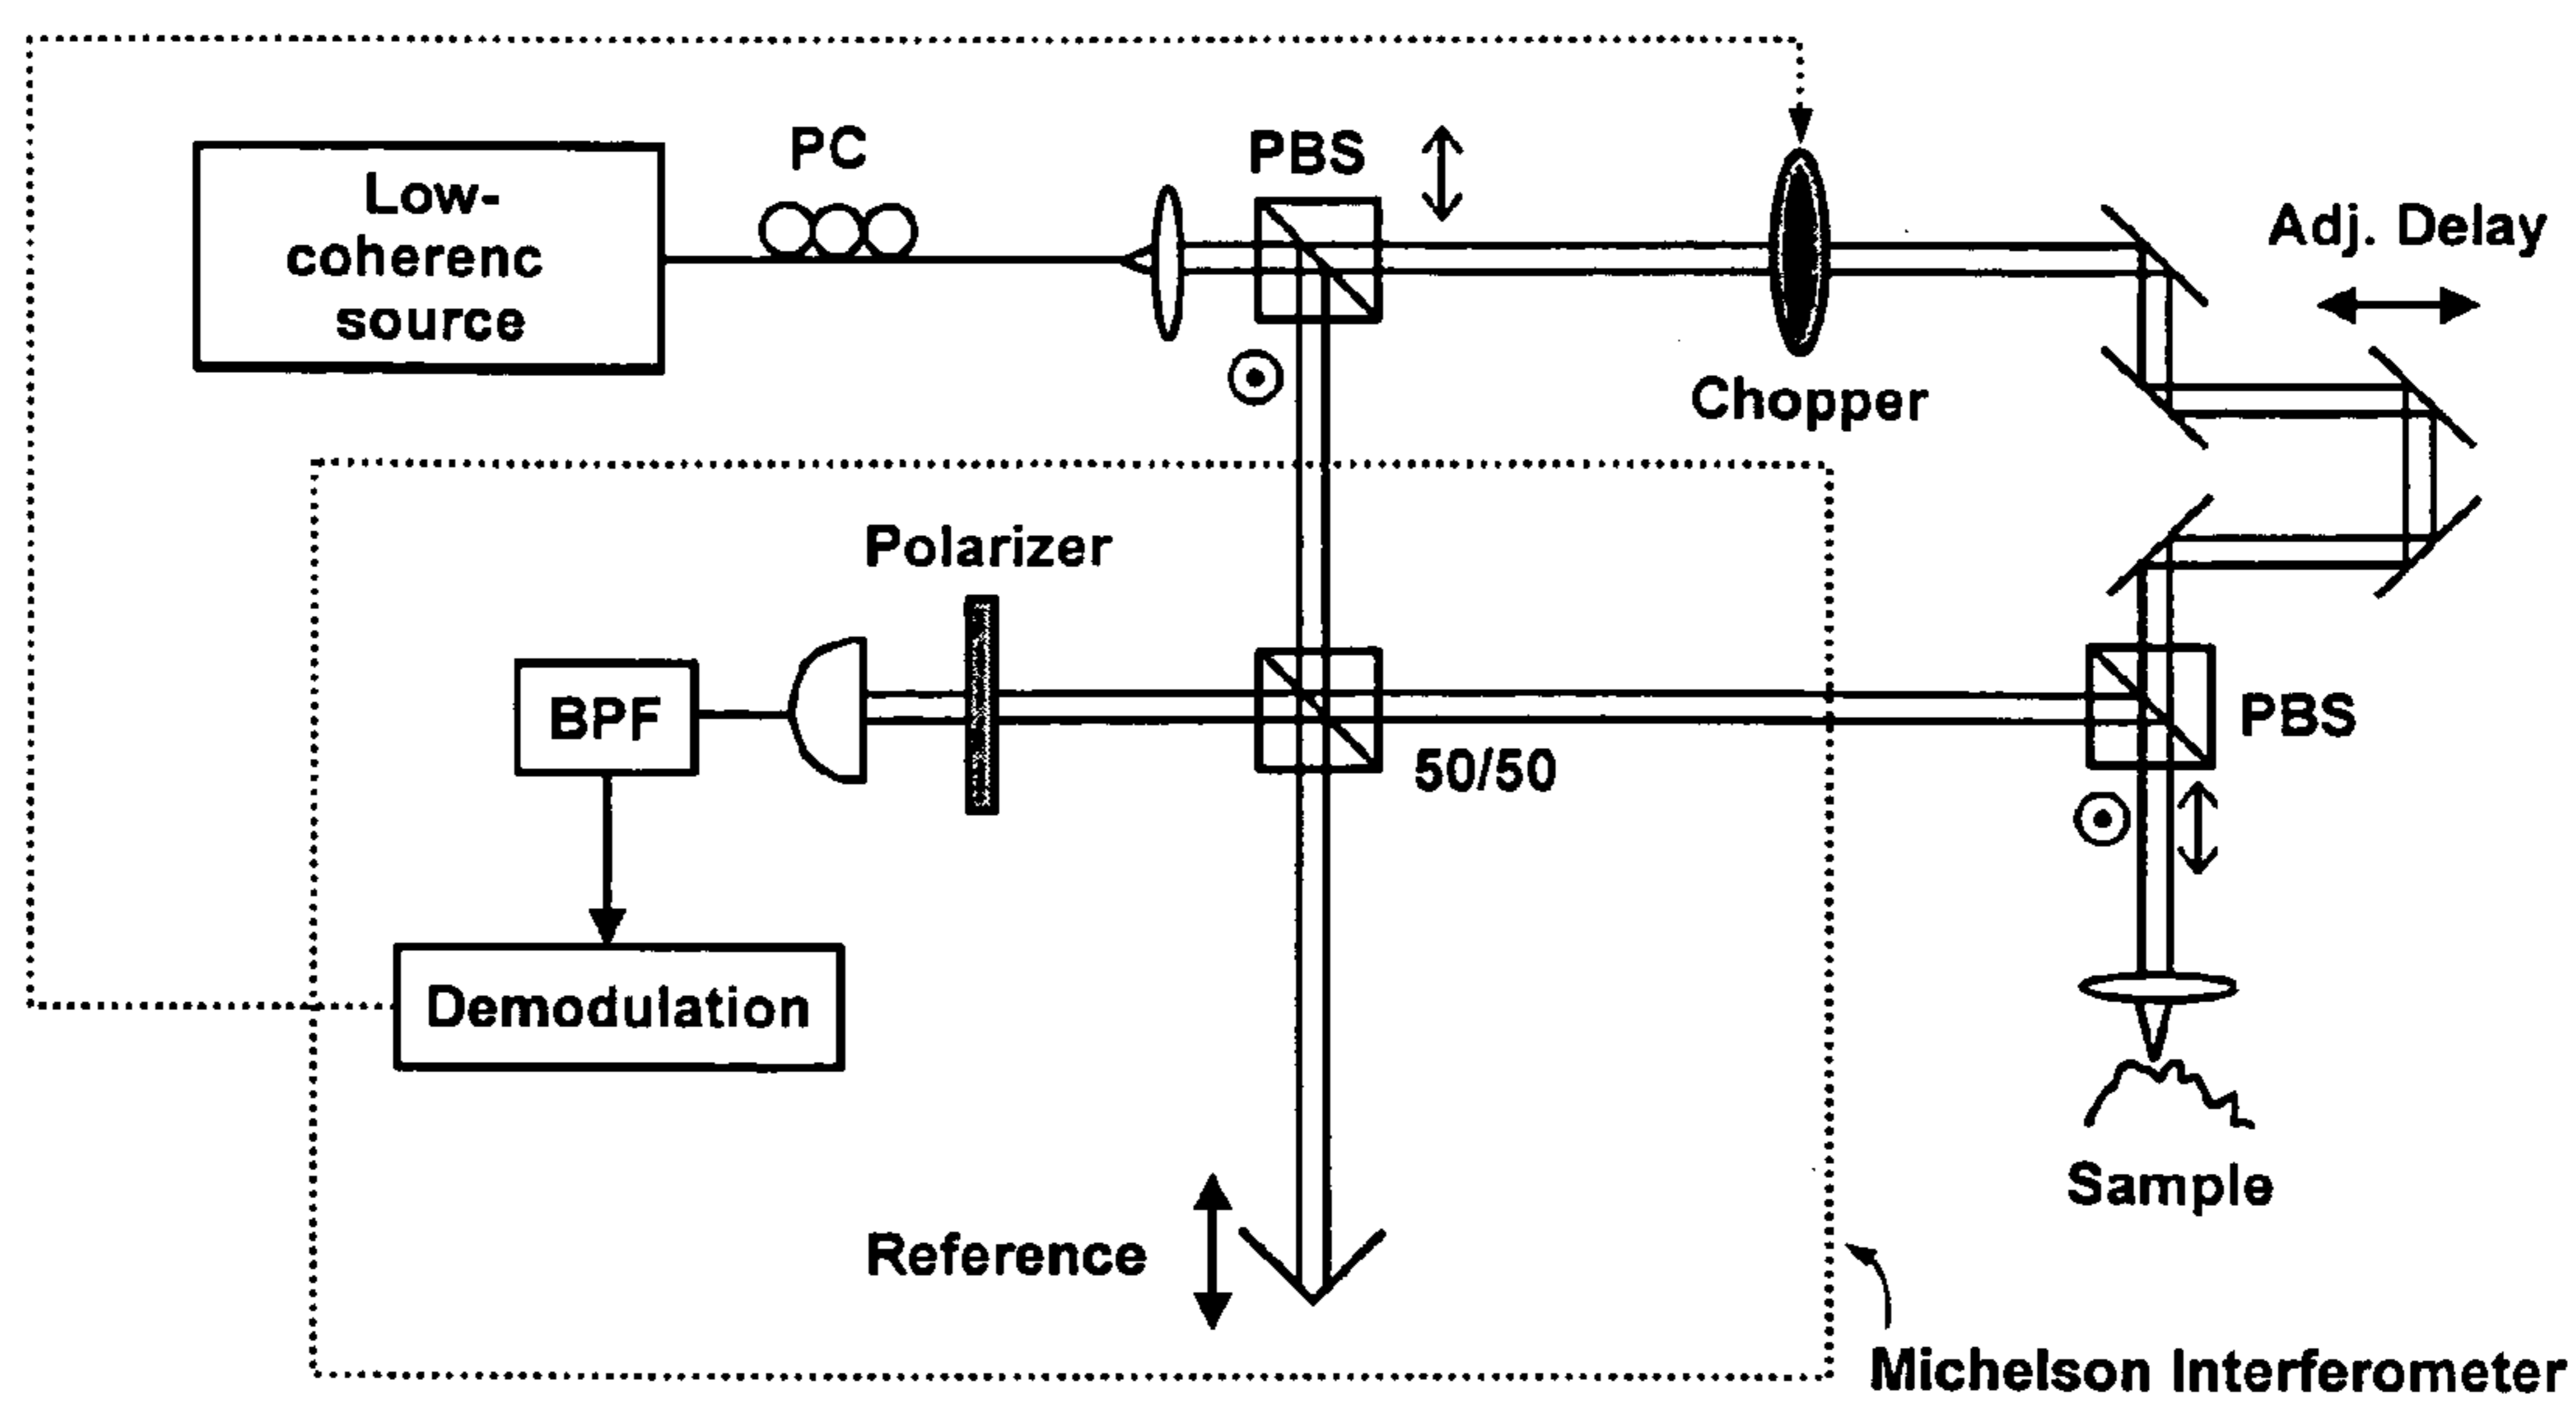 PC
PBS
Low-
coherenc
source
Adj. Delay
Chopper
Polarizer
BPF
50/50
PBS
Demodulation
Sample
Reference
Michelson Interferometer